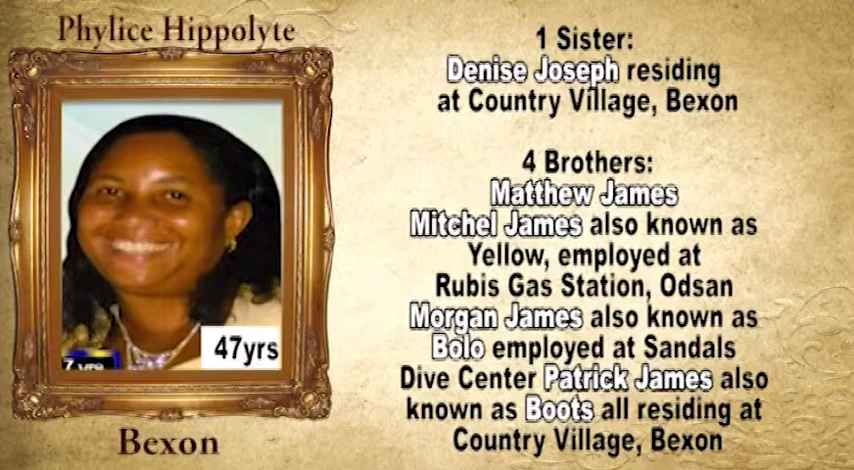 Phylice Hippolyte
47yrs
Bexon
1 Sister:
Denise Joseph residing
at Country Village, Bexon
4 Brothers:
Matthew James
Mitchel James also known as
Yellow, employed at
Rubis Gas Station, Odsan
Morgan James also known as
Bolo employed at Sandals
Dive Center Patrick James also
known as Boots all residing at
Country Village, Bexon